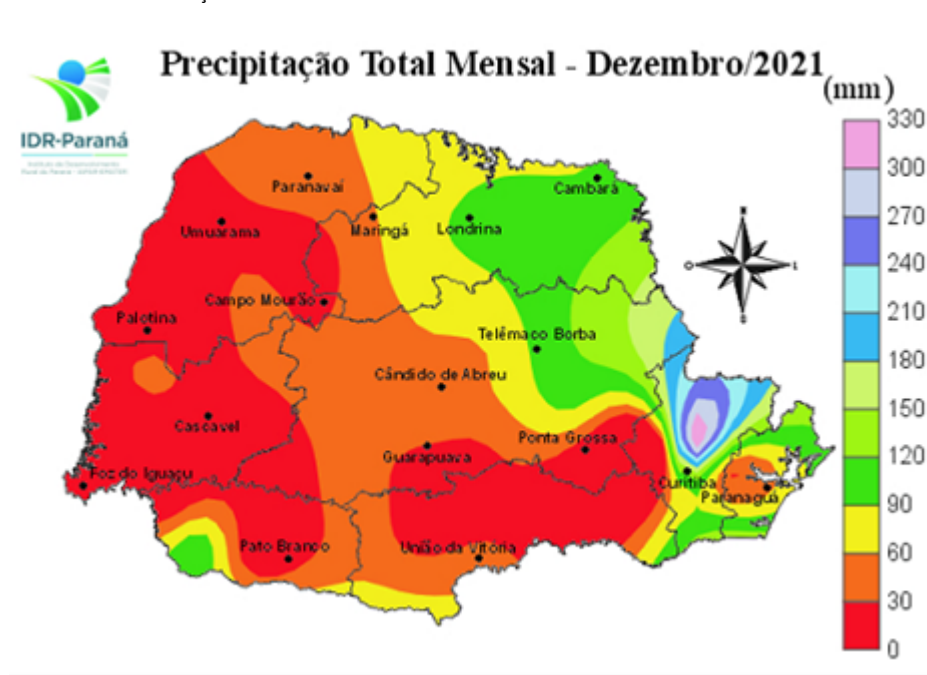 Precipitação Total Mensal - Dezembro/2021
(mm)
IDR-Paraná
330
300
270
240
210
180
150
120
90
60
30
0
Paranavaí
Cambará
Umuarama
Maringá
Londrina
Campo Mourão
Palotina
Telêmaco Borba
Cândido de Abreu
Cascavel
Ponta Grossa
Guarapuava
Foz do Iguaçu
Curitiba
Paranaguá
Pato Branco
União da Vitória